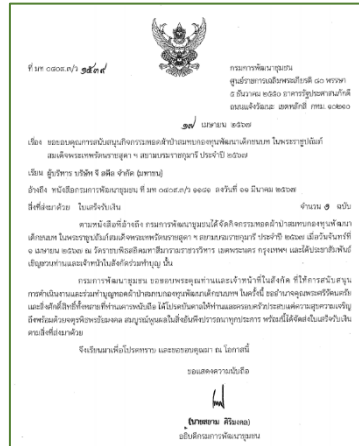 ที่ มท ๐๔๐๔.๓/ว
กรมการพัฒนาชุมชน
ศูนย์ราชการเฉลิมพระเกียรติ ๘๐ พรรษา
๕ ธันวาคม ๒๕๕๐ อาคารรัฐประศาสนภักดี
ถนนแจ้งวัฒนะ เขตหลักสี่ กทม. ๑๐๒๑๐
เมษายน ๒๕๖๗
เรื่อง ขอขอบคุณการสนับสนุนกิจกรรมทอดผ้าป่าสมทบกองทุนพัฒนาเด็กชนบท ในพระราชูปถัมภ์
สมเด็จพระเทพรัตนราชสุดา ฯ สยามบรมราชกุมารี ประจำปี ๒๕๖๗
เรียน ผู้บริหาร บริษัท จี สตีล จำกัด (มหาชน)
อ้างถึง หนังสือกรมการพัฒนาชุมชน ที่ มท ๐๔๐๔.๓/ว ลงวันที่ ๑๑ มีนาคม ๒๕๖๗
สิ่งที่ส่งมาด้วย ใบเสร็จรับเงิน จำนวน ๑ ฉบับ
ตามหนังสือที่อ้างถึง กรมการพัฒนาชุมชนได้จัดกิจกรรมทอดผ้าป่าสมทบกองทุนพัฒนา
เด็กชนบท ในพระราชูปถัมภ์สมเด็จพระเทพรัตนราชสุดา ฯ สยามบรมราชกุมารี ประจำปี ๒๕๖๗ เมื่อวันจันทร์ที่
๑ เมษายน ๒๕๖๗ ณ วัดราชบพิธสถิตมหาสีมารามราชวรวิหาร เขตพระนคร กรุงเทพฯ และได้ประชาสัมพันธ์
เชิญชวนท่านและเจ้าหน้าที่ในสังกัดร่วมทำบุญ นั้น
กรมการพัฒนาชุมชน ขอขอบพระคุณท่านและเจ้าหน้าที่ในสังกัด ที่ให้การสนับสนุน
การดำเนินงานและร่วมทำบุญทอดผ้าป่าสมทบกองทุนพัฒนาเด็กชนบทฯ ในครั้งนี้ ขออำนาจคุณพระศรีรัตนตรัย
และสิ่งศักดิ์สิทธิ์ทั้งหลายที่ท่านเคารพนับถือ ได้โปรดบันดาลให้ท่านและครอบครัวประสบแต่ความสุขความเจริญ
ถึงพร้อมด้วยจตุรพิธพรชัยมงคล สมบูรณ์พูนผลในสิ่งอันพึงปรารถนาทุกประการ พร้อมนี้ได้จัดส่งใบเสร็จรับเงิน
ตามสิ่งที่ส่งมาด้วย
จึงเรียนมาเพื่อโปรดทราบ และขอขอบคุณมา ณ โอกาสนี้
ขอแสดงความนับถือ
(นายสยาม ศิริมงคล)
อธิบดีกรมการพัฒนาชุมชน